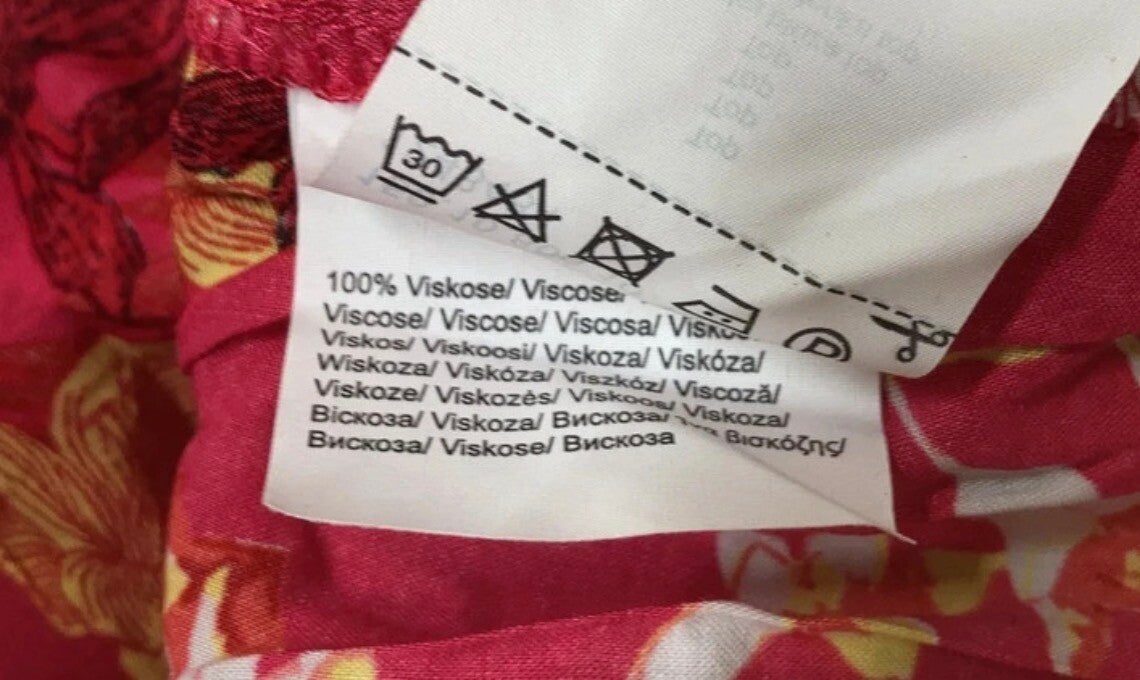 30
P
100% Viskose/ Viscose/
Viscose/ Viscose/ Viscosa/
Viskos/ Viskoosi/ Viskoza/ Viskóza/
Wiskoza/ Viskóza/ Viszkóz/ Viscoză/
Viskoze/ Viskozės/ Viskoos/ Viskoza/
Віскоза/ Viskoza/ Вискоза/ Βισκόζης/
Вискоза/ Viskose/ Вискоза